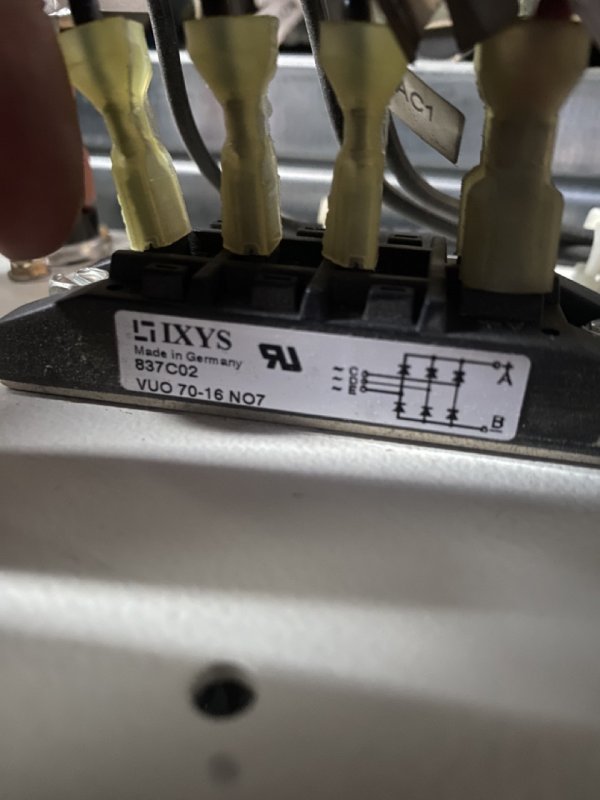 AC1
IXYS
Made in Germany
837C02
VUO 70-16 NO7
~ C
~ D
~ E
+
A
B
-